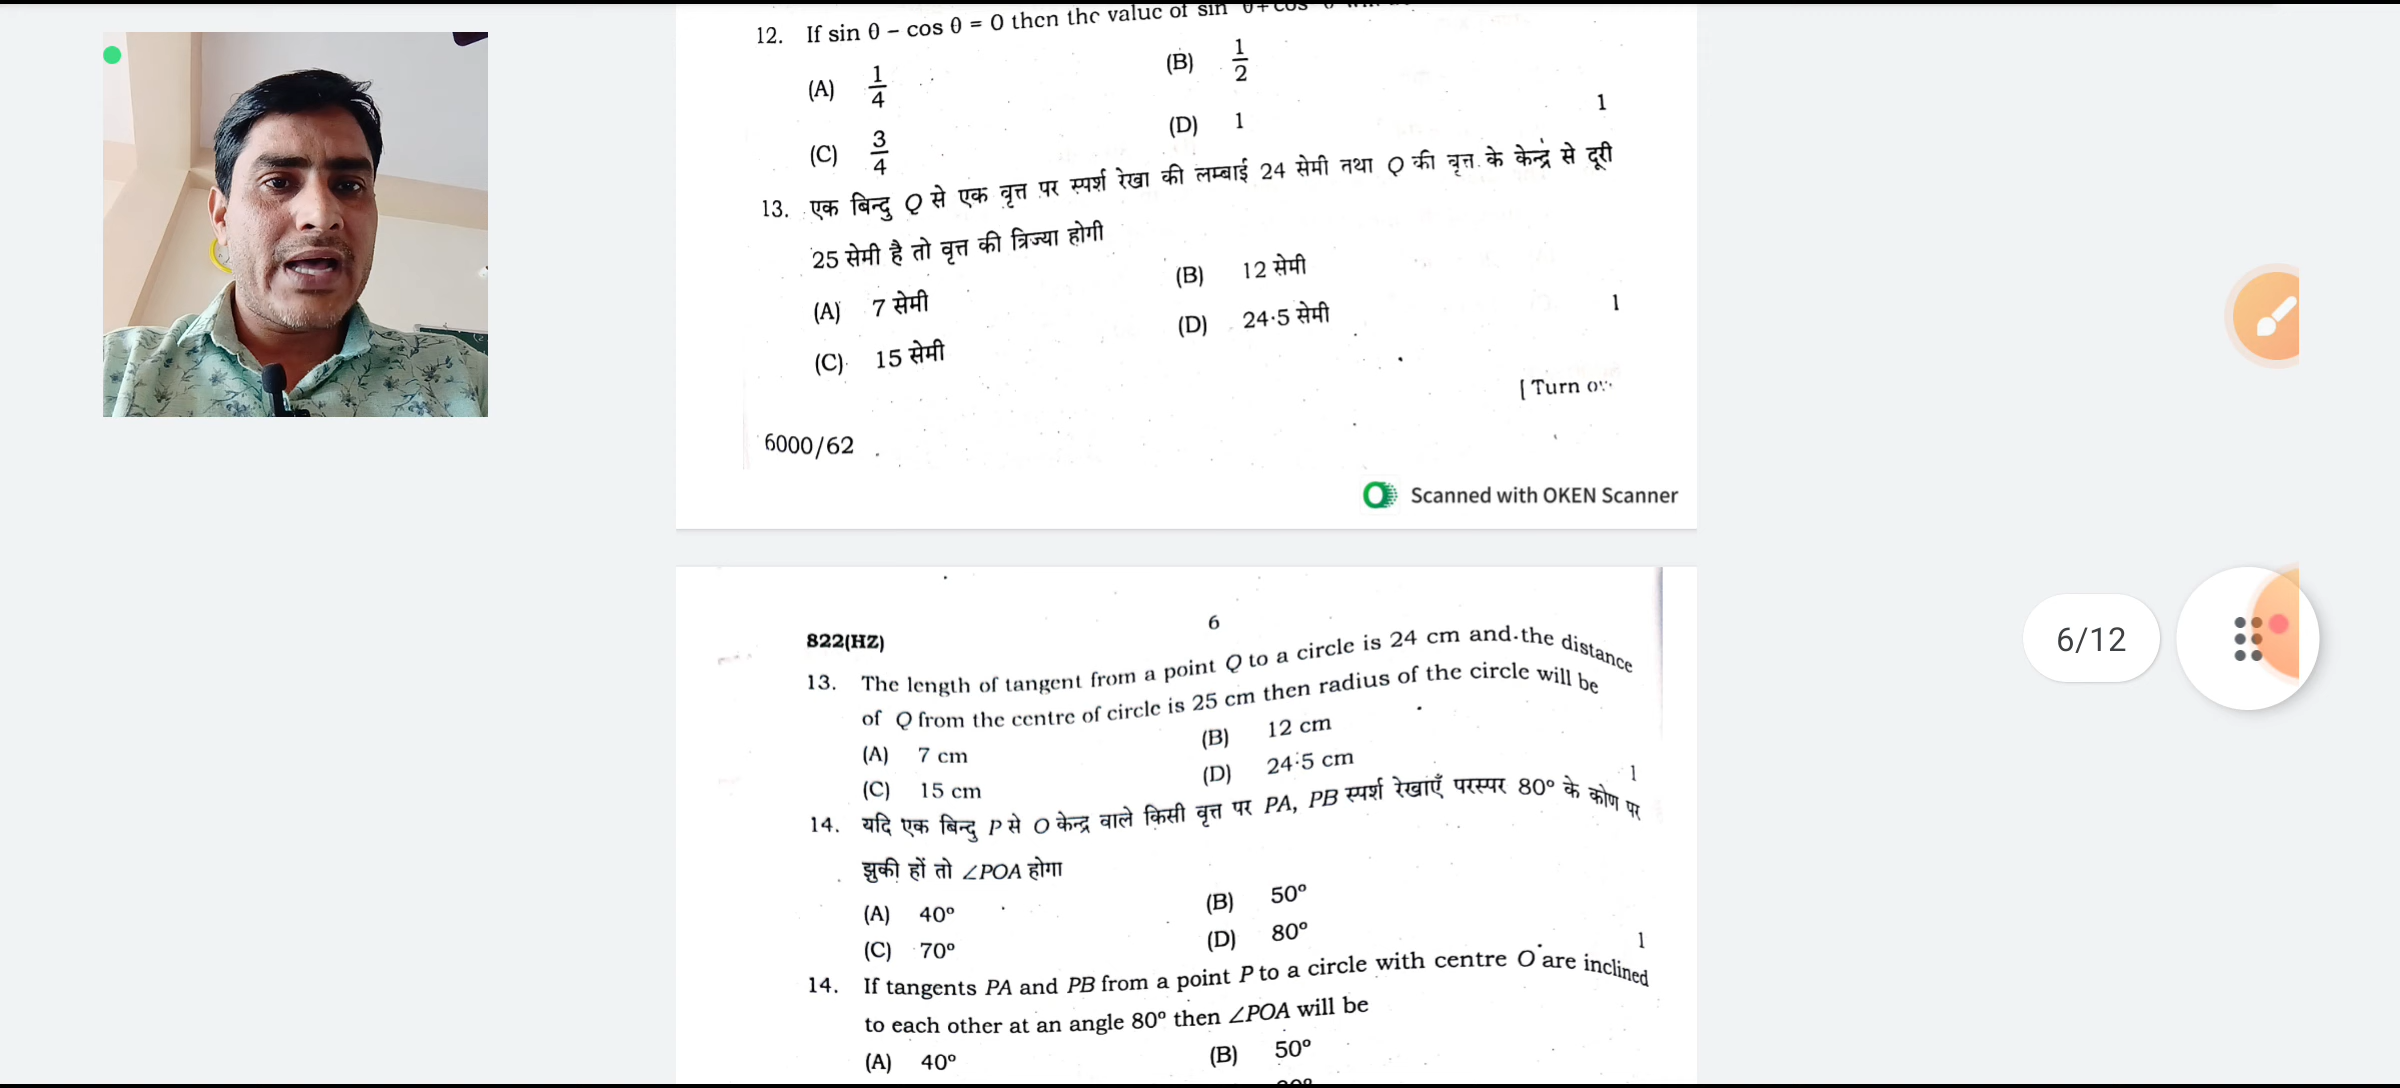 12. If sin θ – cos θ = 0 then the value of sin θ + cos
(A) 1/4 (B) 1/2
(C) 3/4 (D) 1 1
13. एक बिन्दु Q से एक वृत्त पर स्पर्श रेखा की लम्बाई 24 सेमी तथा Q की वृत्त के केन्द्र से दूरी
25 सेमी है तो वृत्त की त्रिज्या होगी
(A) 7 सेमी (B) 12 सेमी
(C) 15 सेमी (D) 24·5 सेमी 1
[ Turn
6000/62
Scanned with OKEN Scanner
6
822(HZ)
13. The length of tangent from a point Q to a circle is 24 cm and the distance
of Q from the centre of circle is 25 cm then radius of the circle will be
(A) 7 cm (B) 12 cm
(C) 15 cm (D) 24·5 cm 1
14. यदि एक बिन्दु P से O केन्द्र वाले किसी वृत्त पर PA, PB स्पर्श रेखाएँ परस्पर 80° के कोण पर
झुकी हों तो ∠POA होगा
(A) 40° (B) 50°
(C) 70° (D) 80° 1
14. If tangents PA and PB from a point P to a circle with centre O are inclined
to each other at an angle 80° then ∠POA will be
(A) 40° (B) 50°
6/12